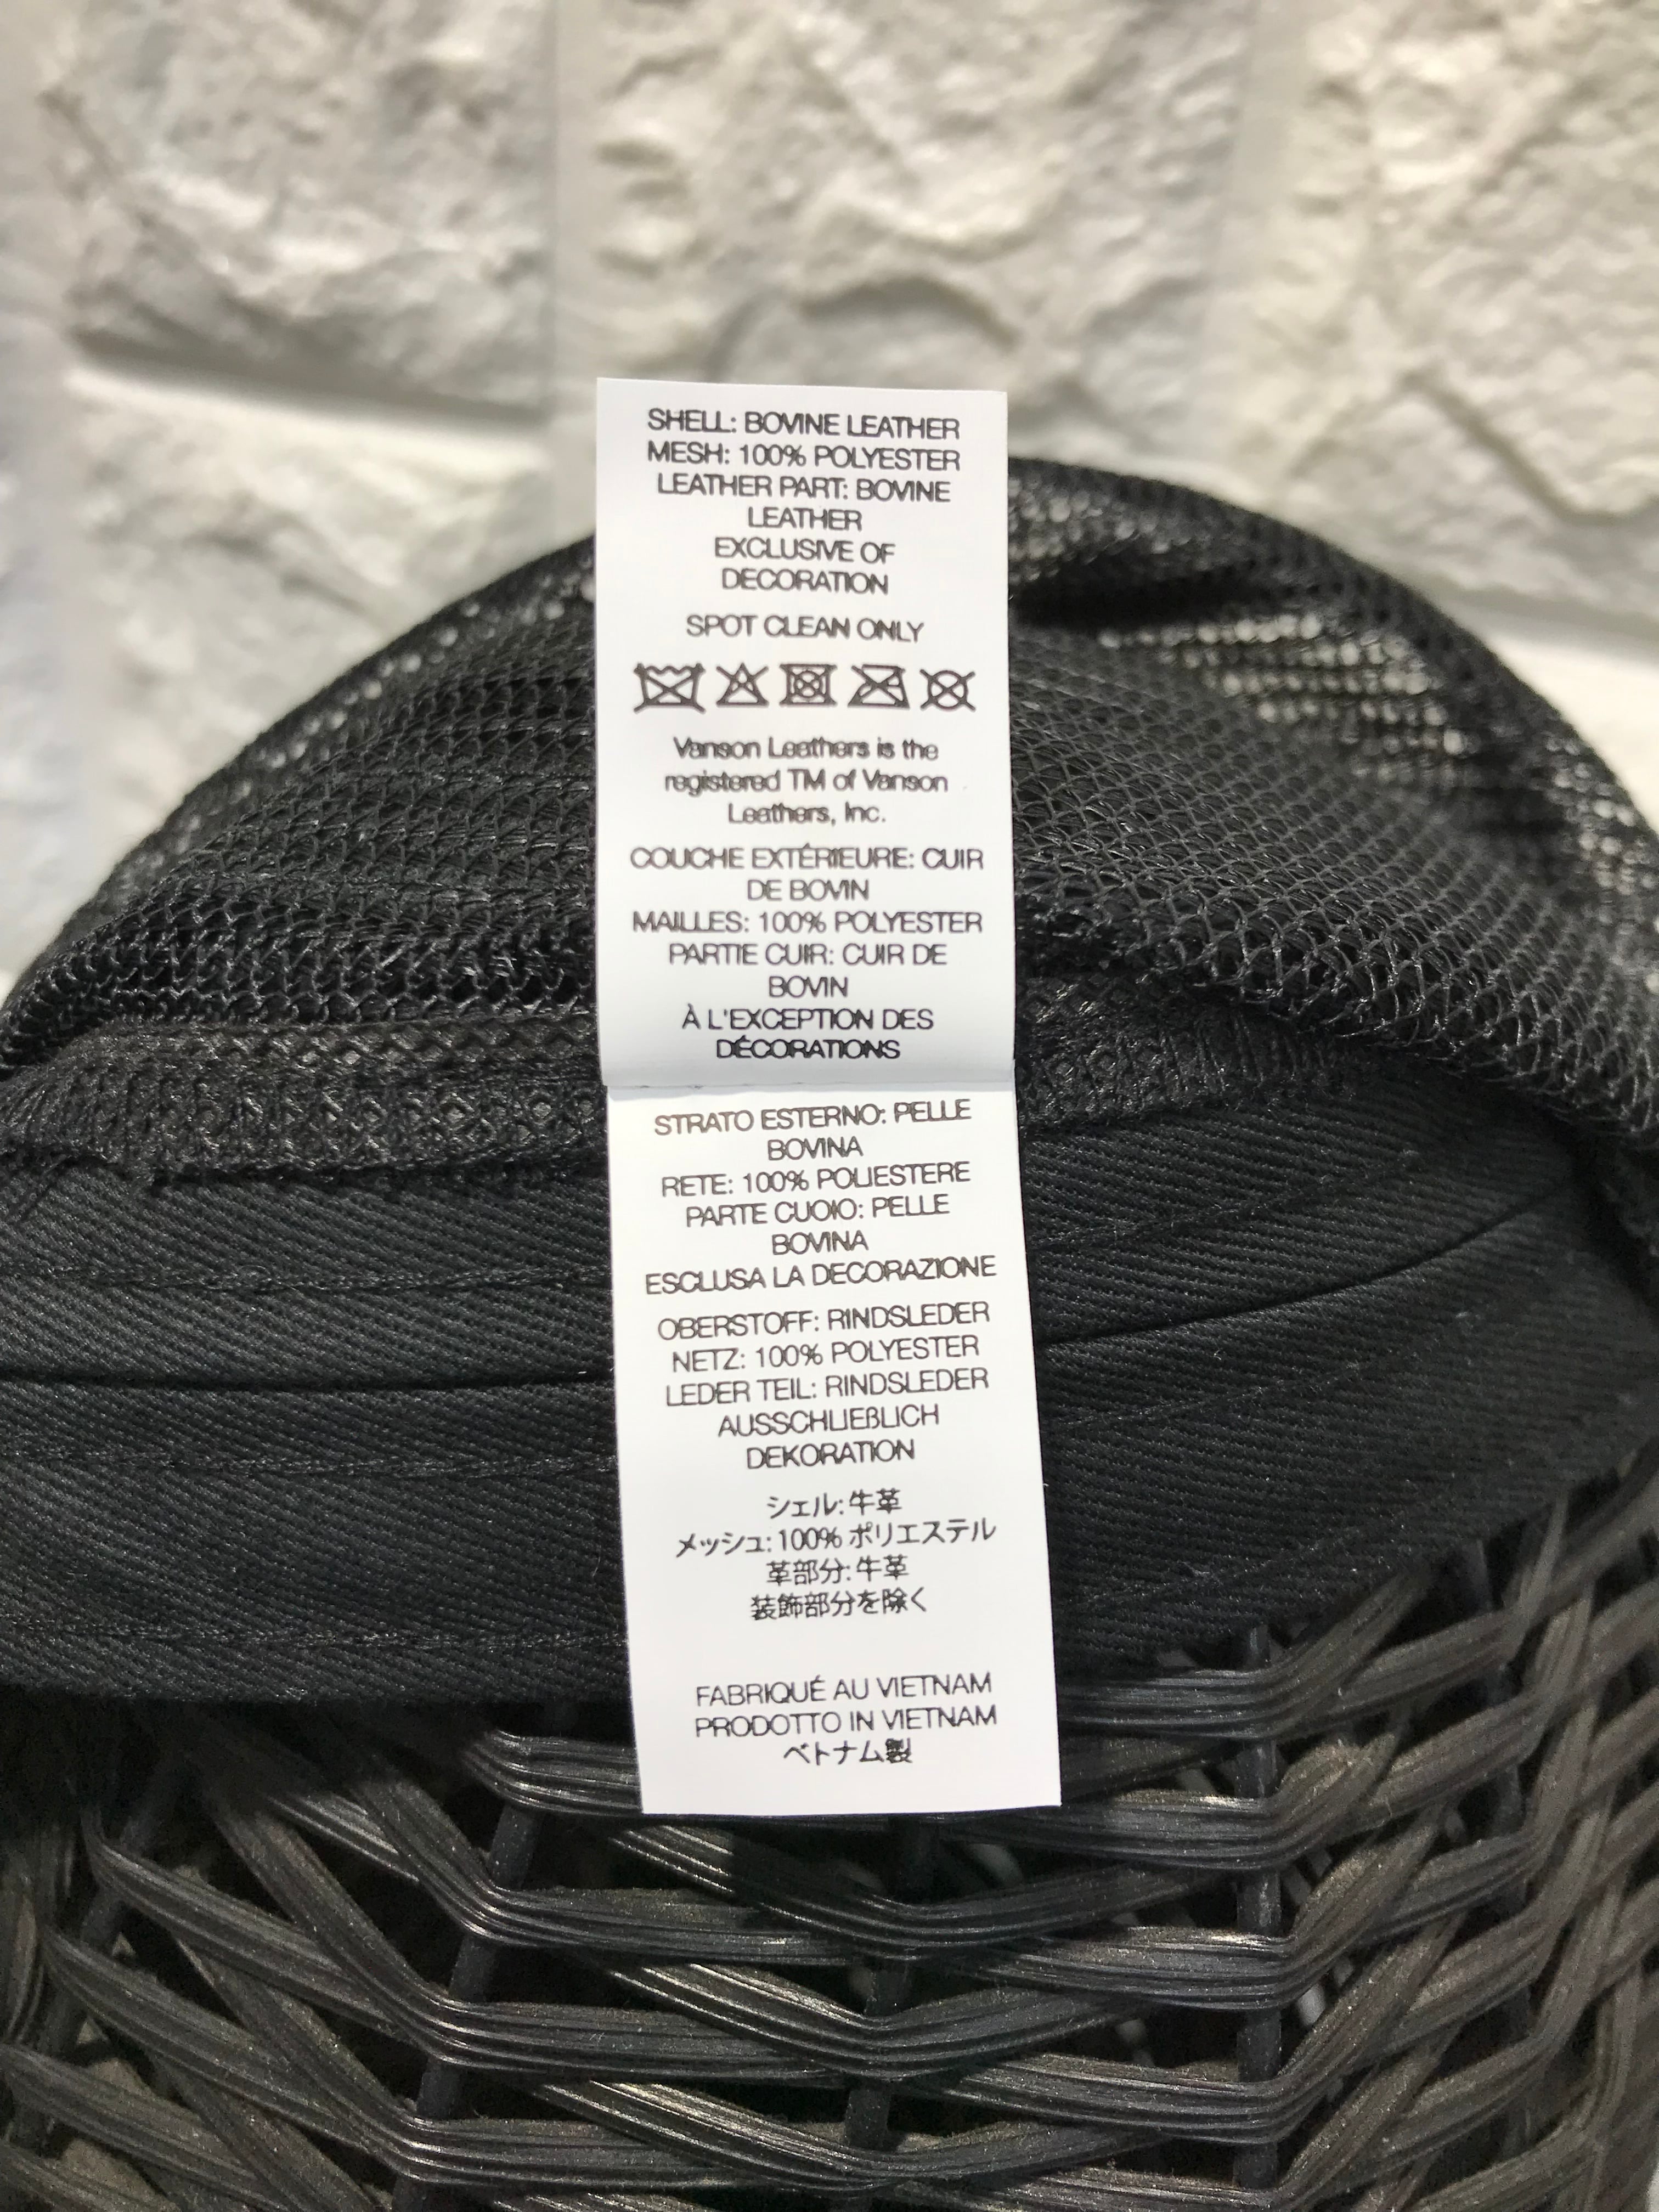 SHELL: BOVINE LEATHER
MESH: 100% POLYESTER
LEATHER PART: BOVINE
LEATHER
EXCLUSIVE OF
DECORATION
SPOT CLEAN ONLY
Vanson Leathers is the
registered TM of Vanson
Leathers, Inc.
COUCHE EXTÉRIEURE: CUIR
DE BOVIN
MAILLES: 100% POLYESTER
PARTIE CUIR: CUIR DE
BOVIN
À L'EXCEPTION DES
DÉCORATIONS
STRATO ESTERNO: PELLE
BOVINA
RETE: 100% POLIESTERE
PARTE CUOIO: PELLE
BOVINA
ESCLUSA LA DECORAZIONE
OBERSTOFF: RINDSLEDER
NETZ: 100% POLYESTER
LEDER TEIL: RINDSLEDER
AUSSCHLIEßLICH
DEKORATION
シェル:牛革
メッシュ:100% ポリエステル
革部分:牛革
装飾部分を除く
FABRIQUÉ AU VIETNAM
PRODOTTO IN VIETNAM
ベトナム製